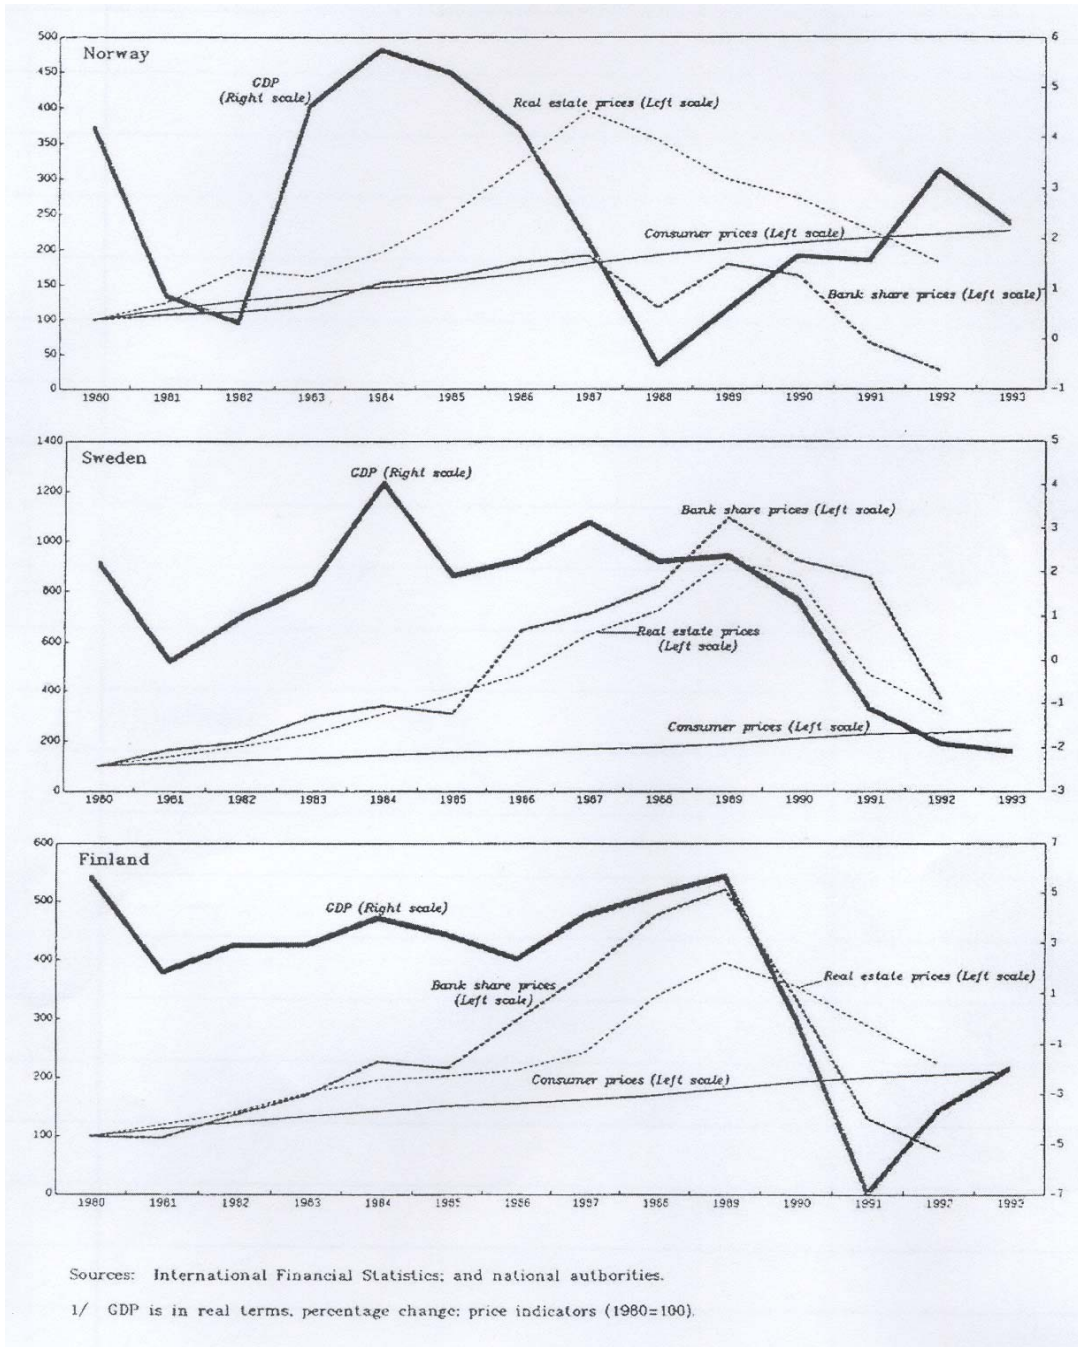 Norway
500
450
400
350
300
250
200
150
100
50
0
GDP
(Right scale)
Real estate prices (Left scale)
Consumer prices (Left scale)
Bank share prices (Left scale)
6
5
4
3
2
1
0
-1
1980 1981 1982 1983 1984 1985 1986 1987 1988 1989 1990 1991 1992 1993
Sweden
1400
1200
1000
800
600
400
200
0
GDP (Right scale)
Bank share prices (Left scale)
Real estate prices
(Left scale)
Consumer prices (Left scale)
5
4
3
2
1
0
-1
-2
-3
1980 1981 1982 1983 1984 1985 1986 1987 1988 1989 1990 1991 1992 1993
Finland
600
500
400
300
200
100
0
GDP (Right scale)
Bank share prices
(Left scale)
Real estate prices (Left scale)
Consumer prices (Left scale)
7
5
3
1
-1
-3
-5
-7
1980 1981 1982 1983 1984 1985 1986 1987 1988 1989 1990 1991 1992 1993
Sources: International Financial Statistics; and national authorities.
1/ GDP is in real terms, percentage change; price indicators (1980=100).